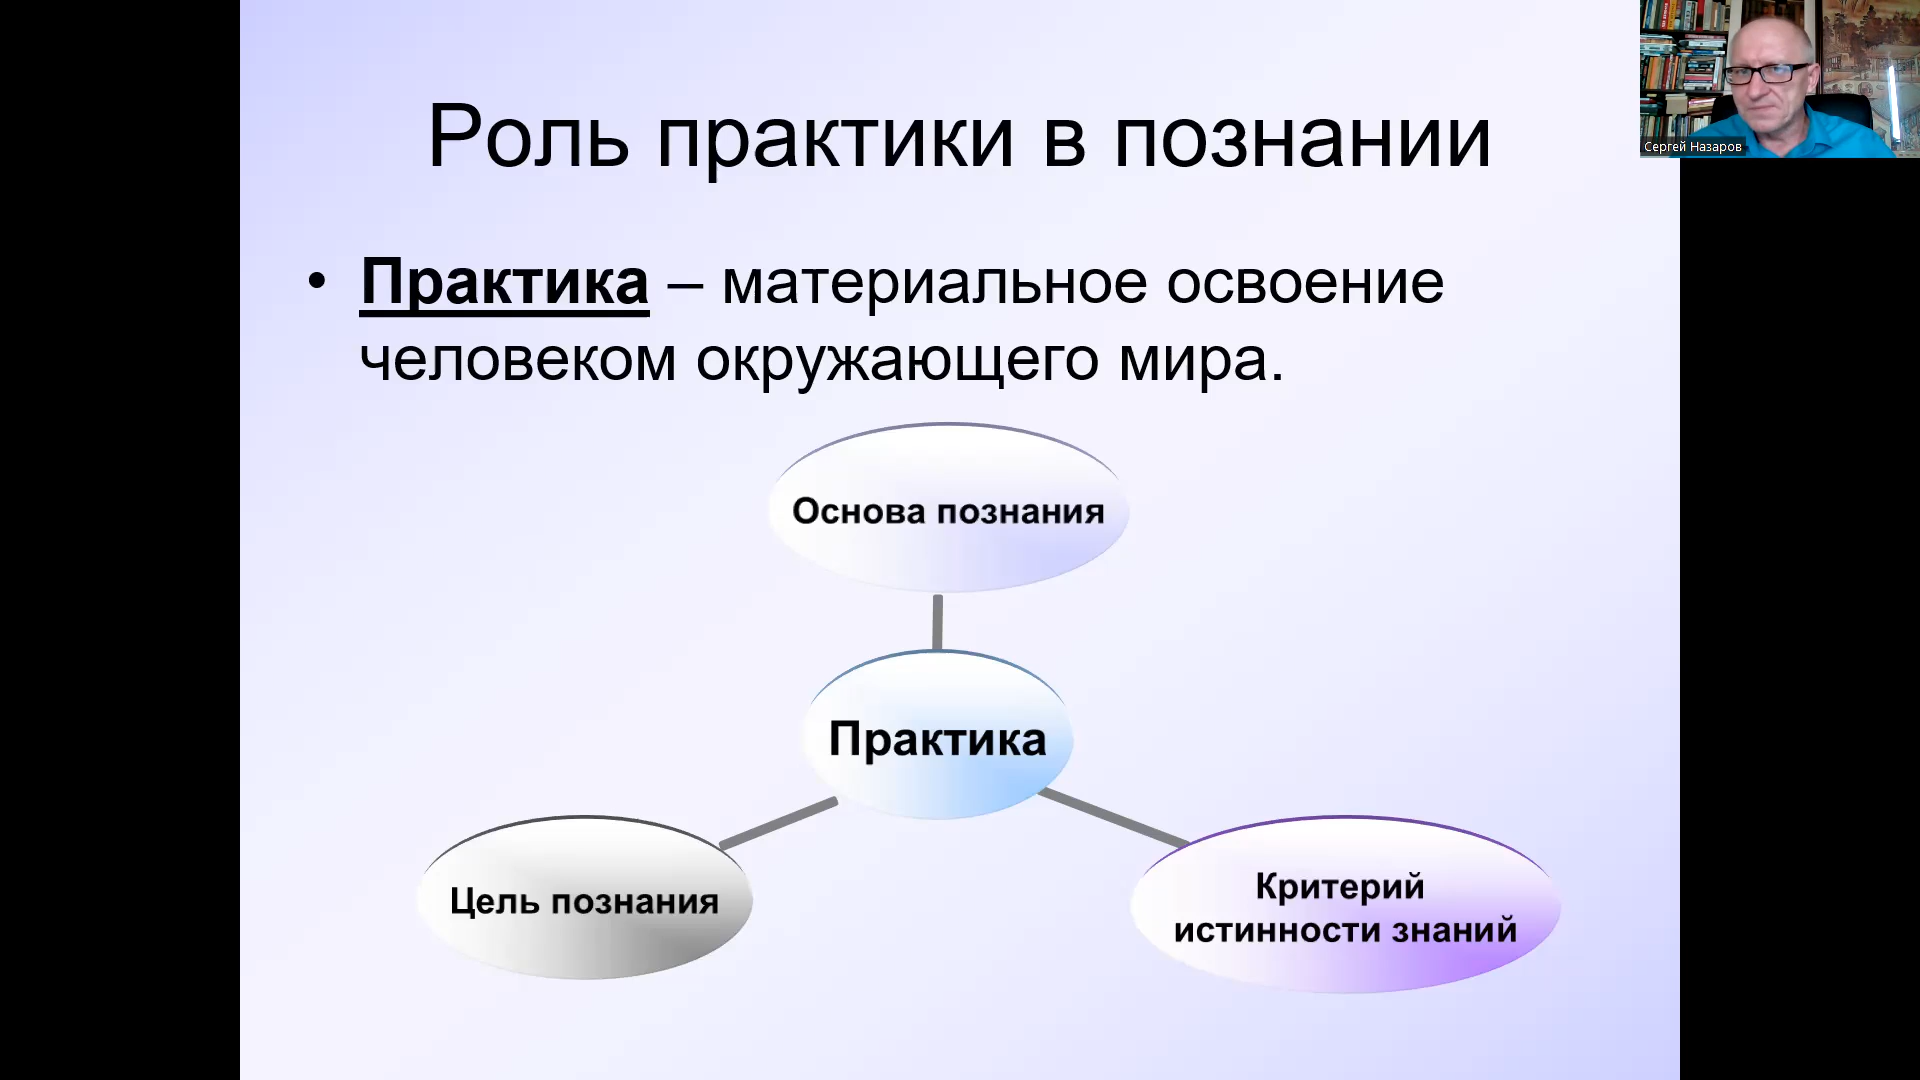 Роль практики в познании
• Практика – материальное освоение
человеком окружающего мира.
Основа познания
Практика
Цель познания
Критерий
истинности знаний
Сергей Назаров